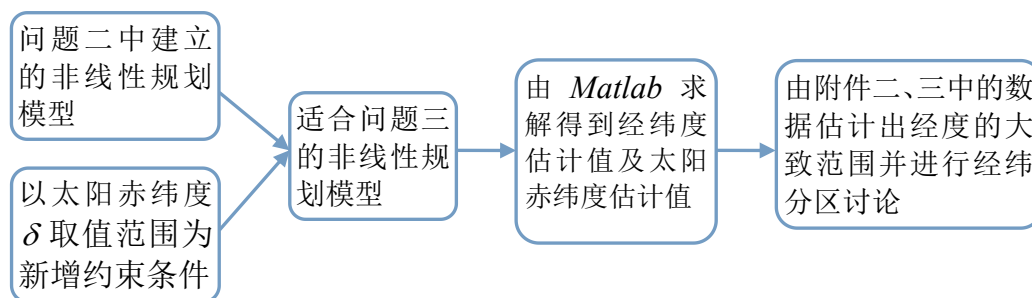 问题二中建立
的非线性规划
模型
以太阳赤纬度
δ取值范围为
新增约束条件
适合问题三
的非线性规
划模型
由 Matlab 求
解得到经纬度
估计值及太阳
赤纬度估计值
由附件二、三中的数
据估计出经度的大
致范围并进行经纬
分区讨论